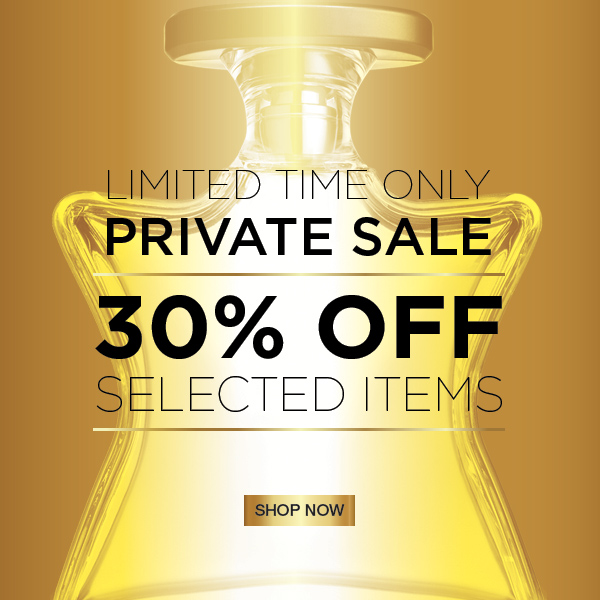 LIMITED TIME ONLY
PRIVATE SALE
30% OFF
SELECTED ITEMS
SHOP NOW